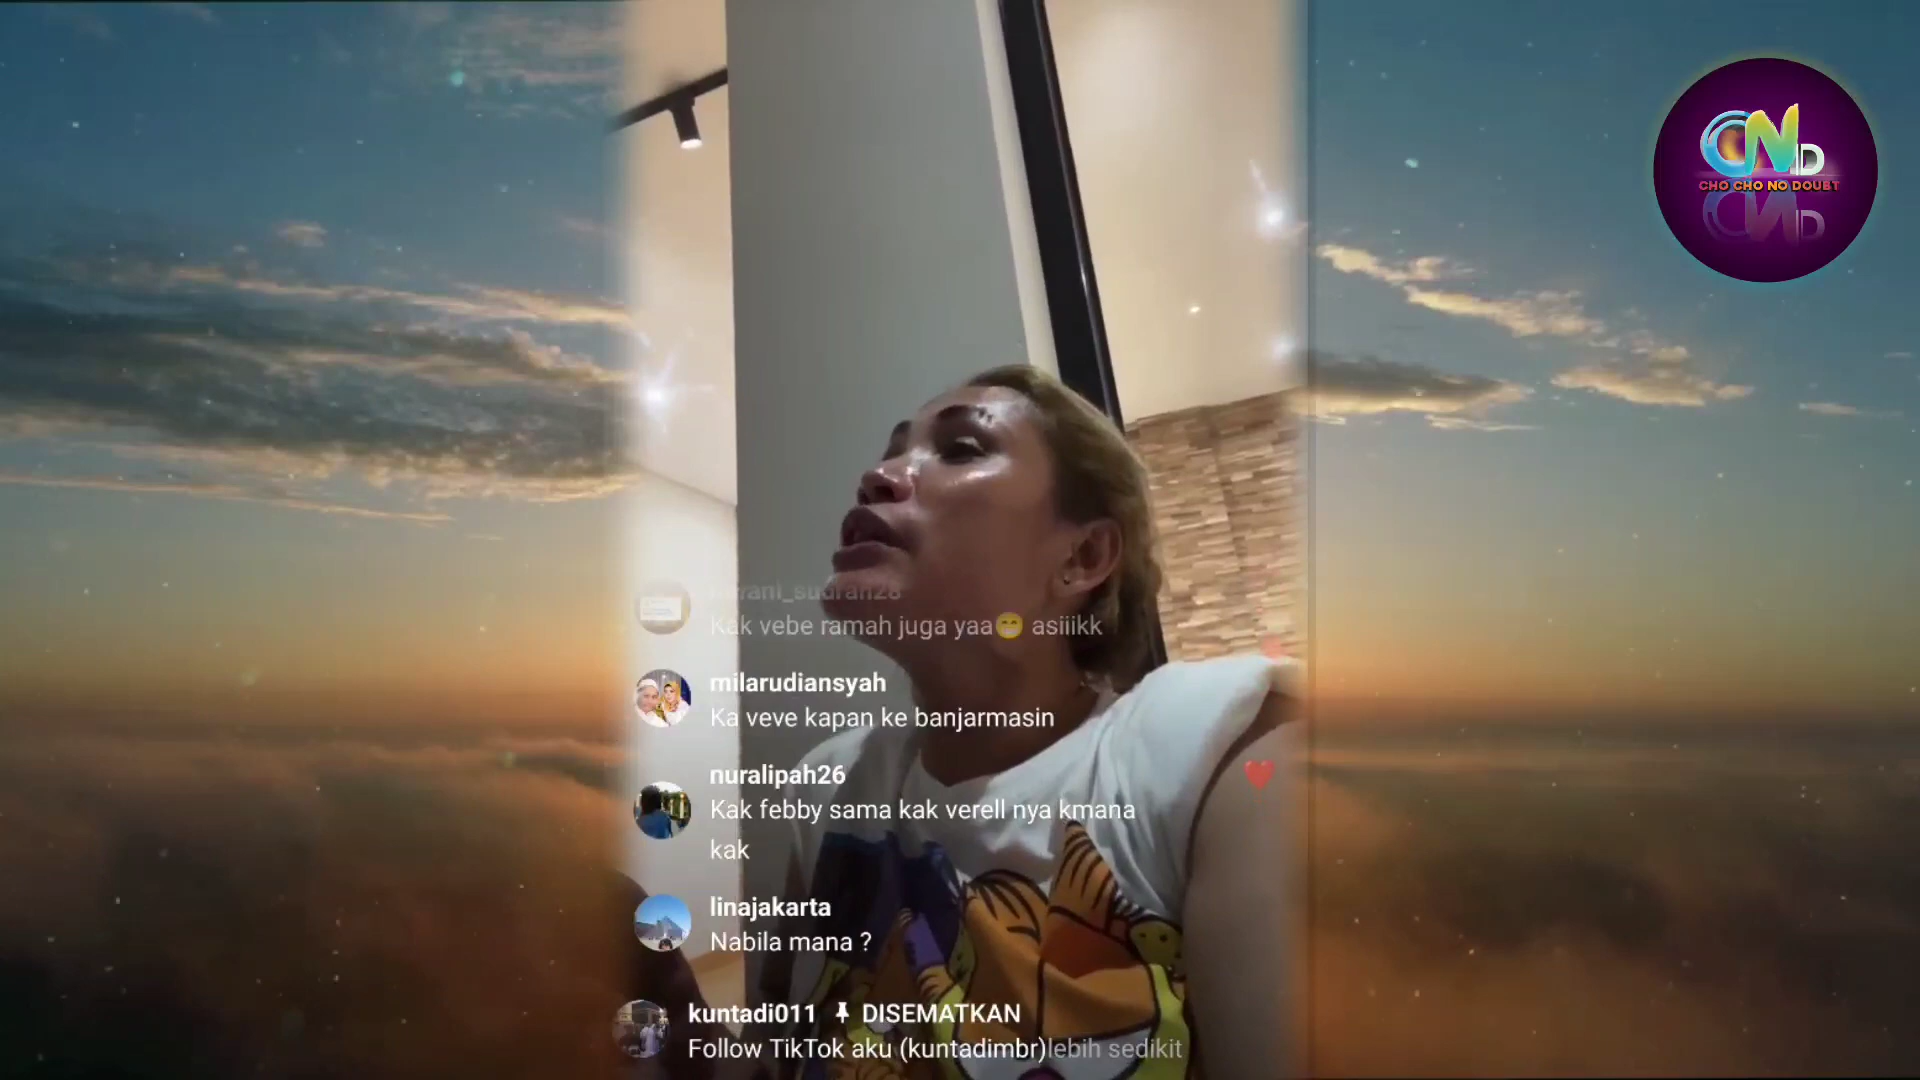 CND
CHO CHO NO DOUBT
Kak vebe ramah juga yaa😁 asiiikk
milarudiansyah
Ka veve kapan ke banjarmasin
nuralipah26
Kak febby sama kak verell nya kmana
kak
linajakarta
Nabila mana ?
kuntadi011 DISEMATKAN
Follow TikTok aku (kuntadimbr)lebih sedikit